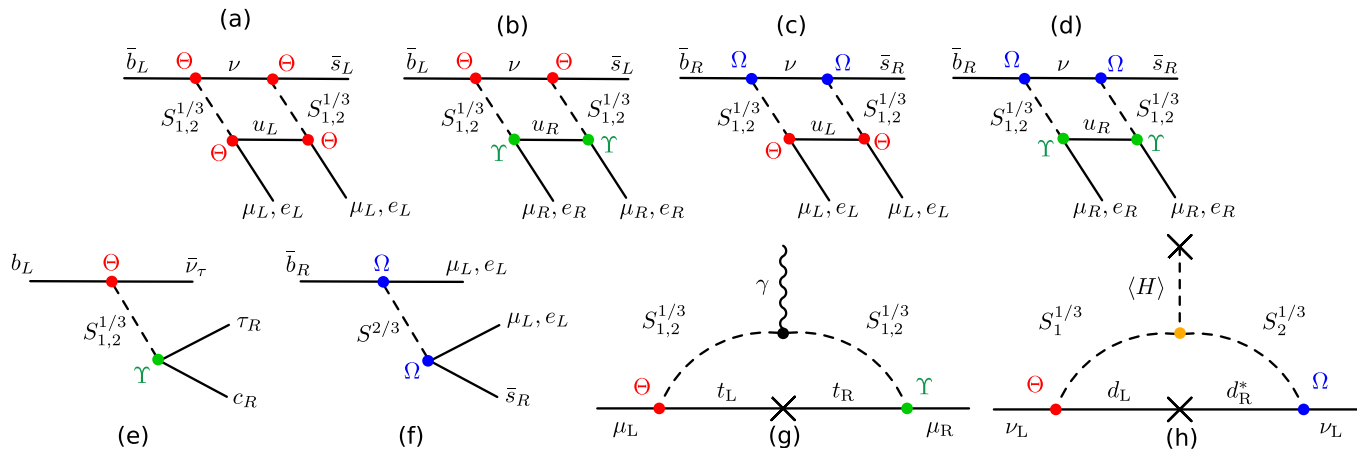 (a) (b) (c) (d)
b̄_L Θ ν Θ s̄_L b̄_L Θ ν Θ s̄_L b̄_R Ω ν Ω s̄_R b̄_R Ω ν Ω s̄_R
S_{1,2}^{1/3} S_{1,2}^{1/3} S_{1,2}^{1/3} S_{1,2}^{1/3} S_{1,2}^{1/3} S_{1,2}^{1/3} S_{1,2}^{1/3} S_{1,2}^{1/3}
Θ u_L Θ ϒ u_R ϒ Θ u_L Θ ϒ u_R ϒ
μ_L, e_L μ_L, e_L μ_R, e_R μ_R, e_R μ_L, e_L μ_L, e_L μ_R, e_R μ_R, e_R
b_L Θ ν̄_τ
S_{1,2}^{1/3} τ_R
ϒ c_R
(e)
b̄_R Ω μ_L, e_L
S^{2/3} μ_L, e_L
Ω s̄_R
(f)
γ
S_{1,2}^{1/3} S_{1,2}^{1/3}
Θ t_L t_R ϒ
μ_L (g) μ_R
⟨H⟩
S_1^{1/3} S_2^{1/3}
Θ d_L d_R^* Ω
ν_L (h) ν_L